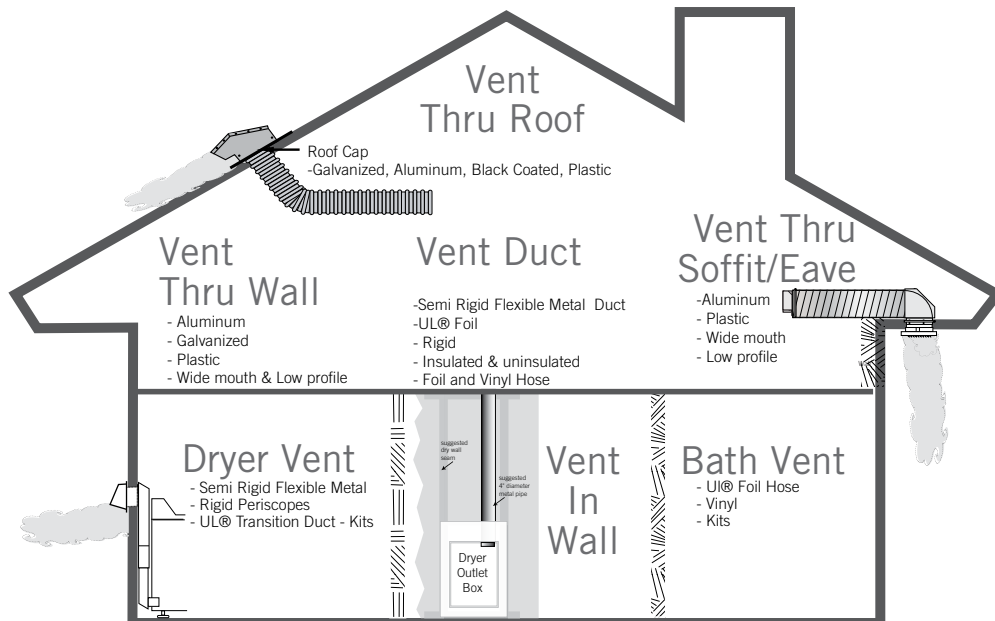 Vent
Thru Roof
Roof Cap
-Galvanized, Aluminum, Black Coated, Plastic
Vent
Thru Wall
- Aluminum
- Galvanized
- Plastic
- Wide mouth & Low profile
Vent Duct
-Semi Rigid Flexible Metal Duct
-UL® Foil
- Rigid
- Insulated & uninsulated
- Foil and Vinyl Hose
Vent Thru
Soffit/Eave
-Aluminum
- Plastic
- Wide mouth
- Low profile
Dryer Vent
- Semi Rigid Flexible Metal
- Rigid Periscopes
- UL® Transition Duct - Kits
suggested
dry wall
seam
suggested
4" diameter
metal pipe
Dryer
Outlet
Box
Vent
In
Wall
Bath Vent
- Ul® Foil Hose
- Vinyl
- Kits